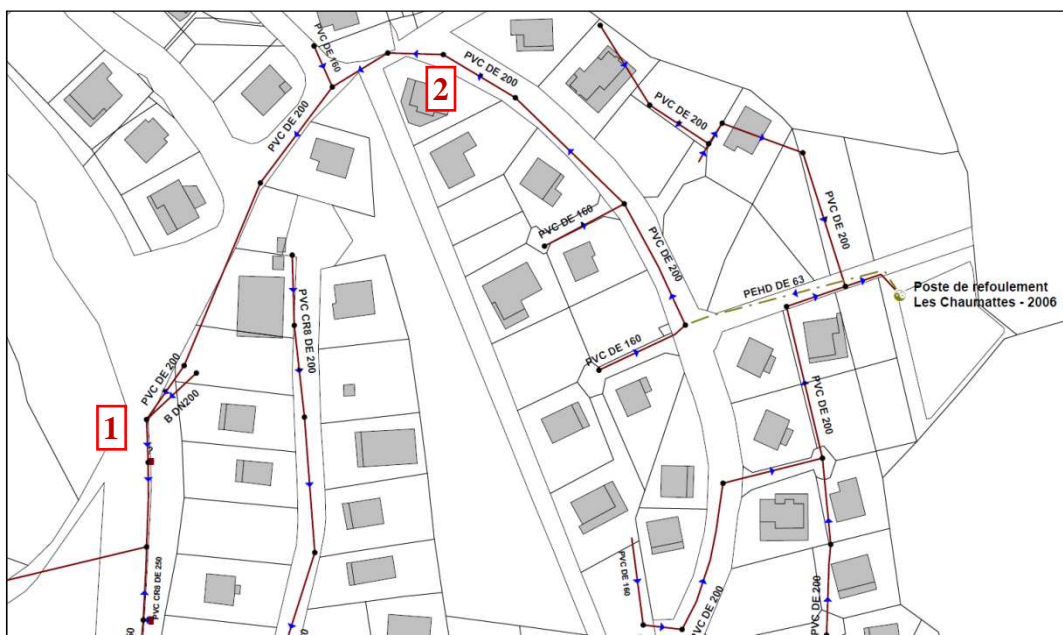 PVC DE 160
2
PVC DE 200
PVC DE 200
PVC DE 200
PVC DE 160
PVC DE 200
PVC DE 200
PEHD DE 63
Poste de refoulement
Les Chaumattes - 2006
PVC CR8 DE 200
PVC DE 160
PVC DE 200
B DN200
1
PVC DE 200
PVC DE 160
PVC DE 200
PVC DE 200
PVC CR8 DE 250